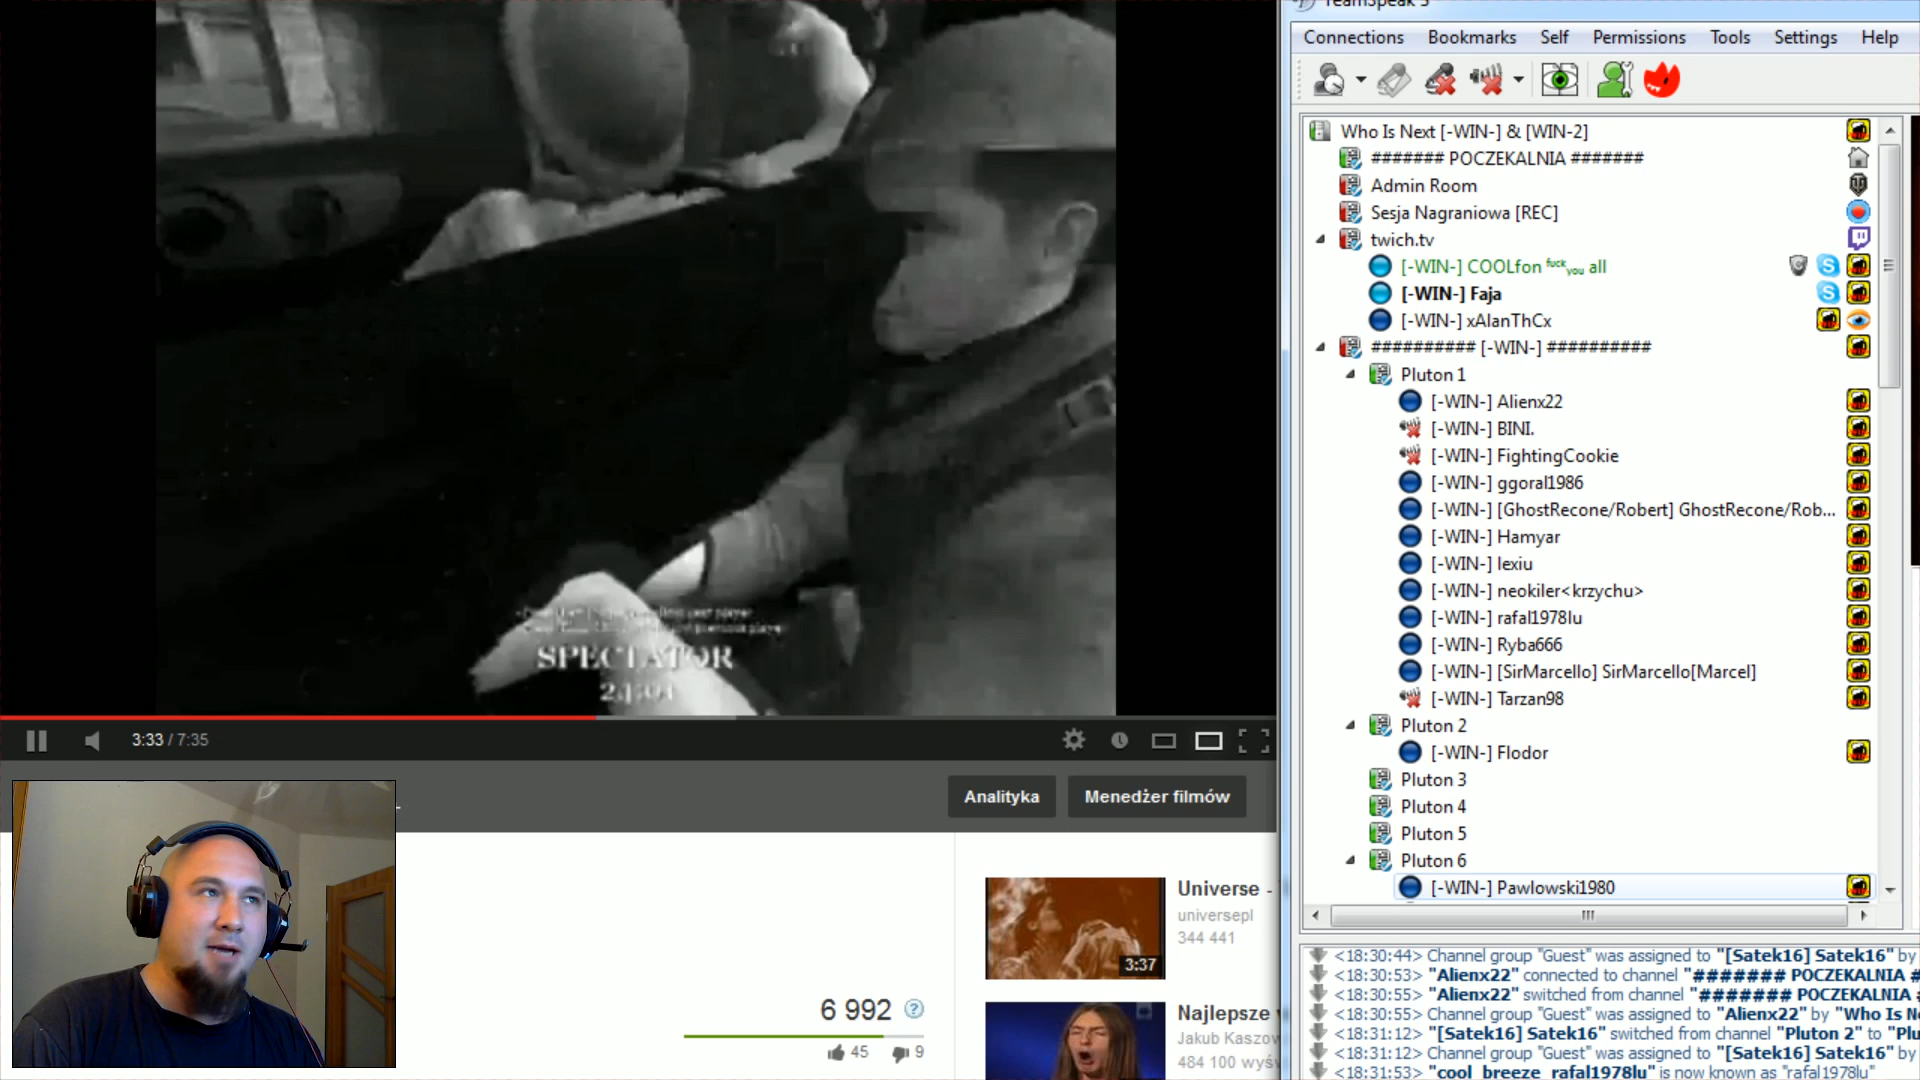 SPECTATOR
3:33 / 7:35
Analityka
Menedżer filmów
6 992
45
9
Universe -
universepl
344 441
3:37
Najlepsze
Jakub Kaszow
484 100 wyśw
TeamSpeak 3
Connections Bookmarks Self Permissions Tools Settings Help
Who Is Next [-WIN-] & [WIN-2]
####### POCZEKALNIA #######
Admin Room
Sesja Nagraniowa [REC]
twich.tv
[-WIN-] COOLfon fuck you all
[-WIN-] Faja
[-WIN-] xAlanThCx
########## [-WIN-] ##########
Pluton 1
[-WIN-] Alienx22
[-WIN-] BINI.
[-WIN-] FightingCookie
[-WIN-] ggoral1986
[-WIN-] [GhostRecone/Robert] GhostRecone/Rob...
[-WIN-] Hamyar
[-WIN-] lexiu
[-WIN-] neokiler<krzychu>
[-WIN-] rafal1978lu
[-WIN-] Ryba666
[-WIN-] [SirMarcello] SirMarcello[Marcel]
[-WIN-] Tarzan98
Pluton 2
[-WIN-] Flodor
Pluton 3
Pluton 4
Pluton 5
Pluton 6
[-WIN-] Pawlowski1980
<18:30:44> Channel group "Guest" was assigned to "[Satek16] Satek16" by
<18:30:53> "Alienx22" connected to channel "####### POCZEKALNIA #
<18:30:55> "Alienx22" switched from channel "####### POCZEKALNIA #
<18:30:55> Channel group "Guest" was assigned to "Alienx22" by "Who Is Ne
<18:31:12> "[Satek16] Satek16" switched from channel "Pluton 2" to "Plu
<18:31:12> Channel group "Guest" was assigned to "[Satek16] Satek16" by
<18:31:53> "cool_breeze_rafal1978lu" is now known as "rafal1978lu"